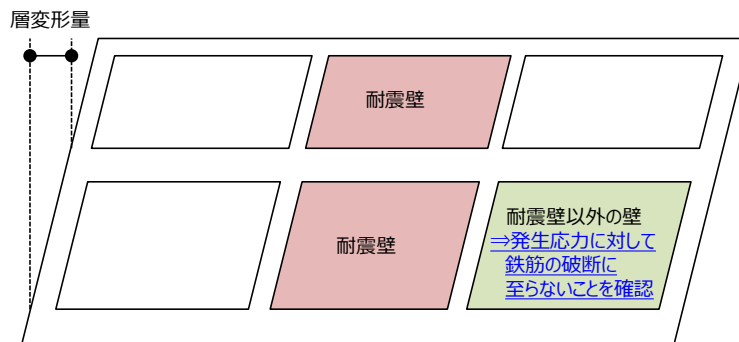 層変形量
耐震壁
耐震壁
耐震壁以外の壁
⇒発生応力に対して
鉄筋の破断に
至らないことを確認